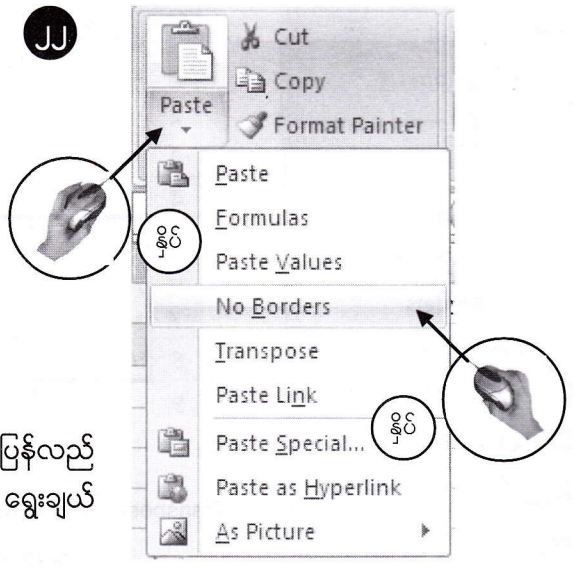 ၂၂
Cut
Copy
Paste
Format Painter
Paste
Formulas
နှိပ်
Paste Values
No Borders
Transpose
Paste Link
နှိပ်
Paste Special...
ပြန်လည်
Paste as Hyperlink
ရွေးချယ်
As Picture